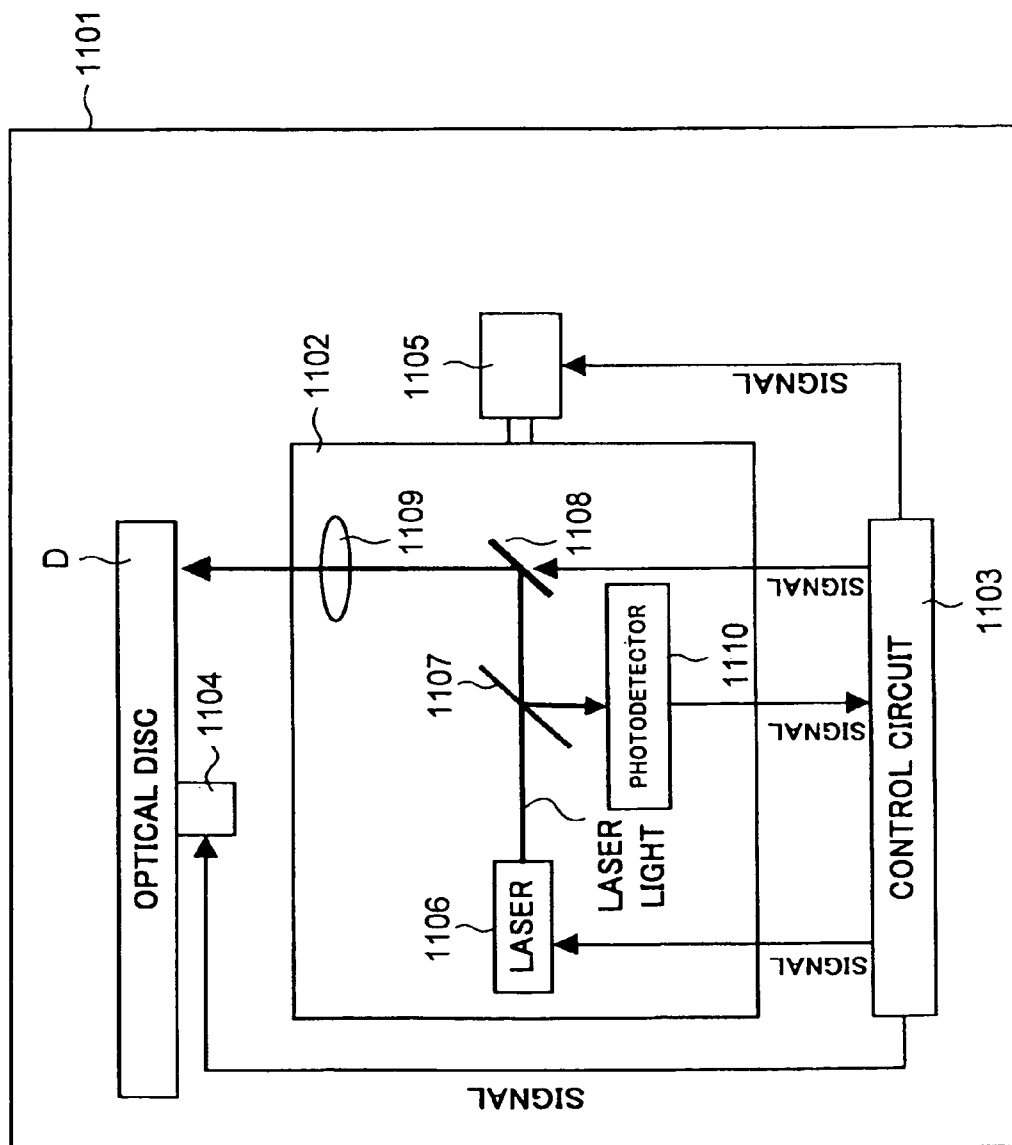 1101
D
OPTICAL DISC
1104
1102
1105
1109
1108
1107
1106
LASER
LASER
LIGHT
PHOTODETECTOR
1110
SIGNAL
SIGNAL
SIGNAL
SIGNAL
SIGNAL
CONTROL CIRCUIT
1103